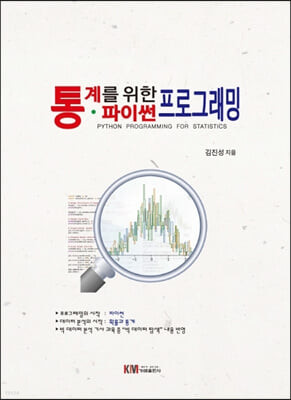 통계를 위한
·파이썬 프로그래밍
PYTHON PROGRAMMING FOR STATISTICS
김진성 지음
▶ 프로그래밍의 시작 : 파이썬
▶ 데이터 분석의 시작 : 확률과 통계
▶ 빅 데이터 분석 기사 과목 중 "빅 데이터 탐색" 내용 반영
KM